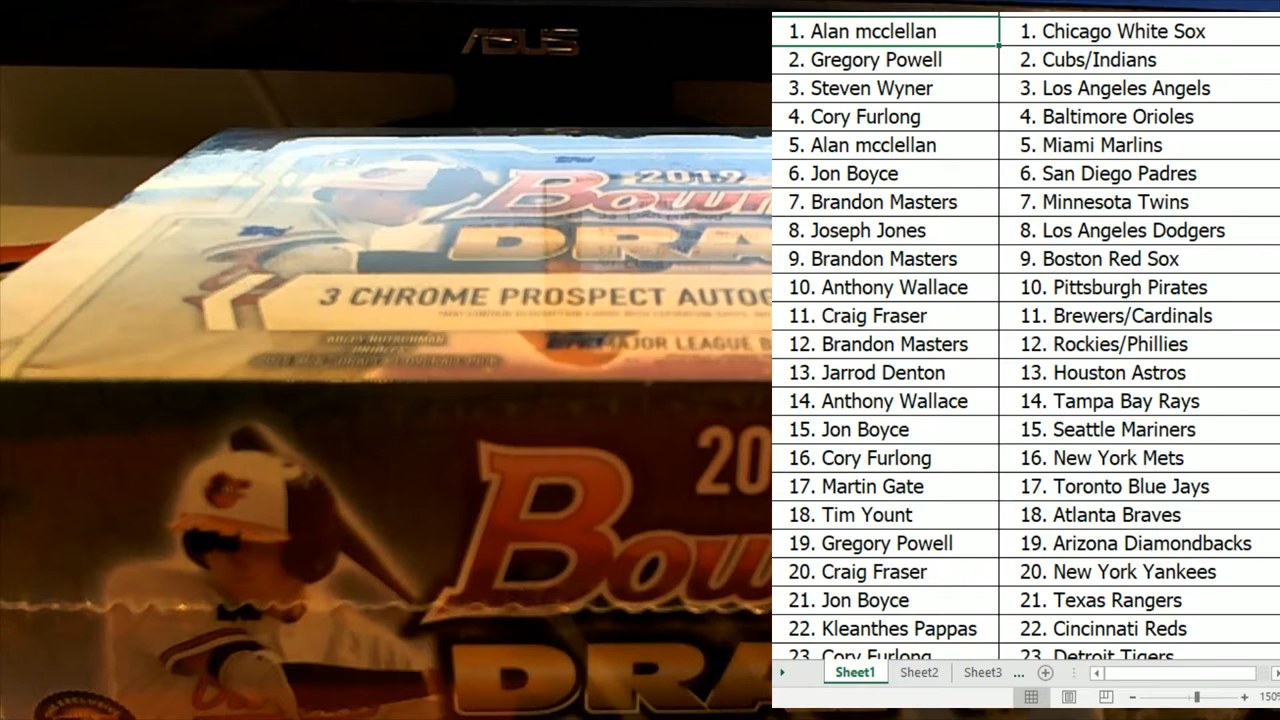 ASUS
2019
Bowm
DRA
3 CHROME PROSPECT AUTOG
MAJOR LEAGUE B
20
Bow
DRA
1. Alan mcclellan 1. Chicago White Sox
2. Gregory Powell 2. Cubs/Indians
3. Steven Wyner 3. Los Angeles Angels
4. Cory Furlong 4. Baltimore Orioles
5. Alan mcclellan 5. Miami Marlins
6. Jon Boyce 6. San Diego Padres
7. Brandon Masters 7. Minnesota Twins
8. Joseph Jones 8. Los Angeles Dodgers
9. Brandon Masters 9. Boston Red Sox
10. Anthony Wallace 10. Pittsburgh Pirates
11. Craig Fraser 11. Brewers/Cardinals
12. Brandon Masters 12. Rockies/Phillies
13. Jarrod Denton 13. Houston Astros
14. Anthony Wallace 14. Tampa Bay Rays
15. Jon Boyce 15. Seattle Mariners
16. Cory Furlong 16. New York Mets
17. Martin Gate 17. Toronto Blue Jays
18. Tim Yount 18. Atlanta Braves
19. Gregory Powell 19. Arizona Diamondbacks
20. Craig Fraser 20. New York Yankees
21. Jon Boyce 21. Texas Rangers
22. Kleanthes Pappas 22. Cincinnati Reds
23. Cory Furlong 23. Detroit Tigers
Sheet1 Sheet2 Sheet3 ...
150%